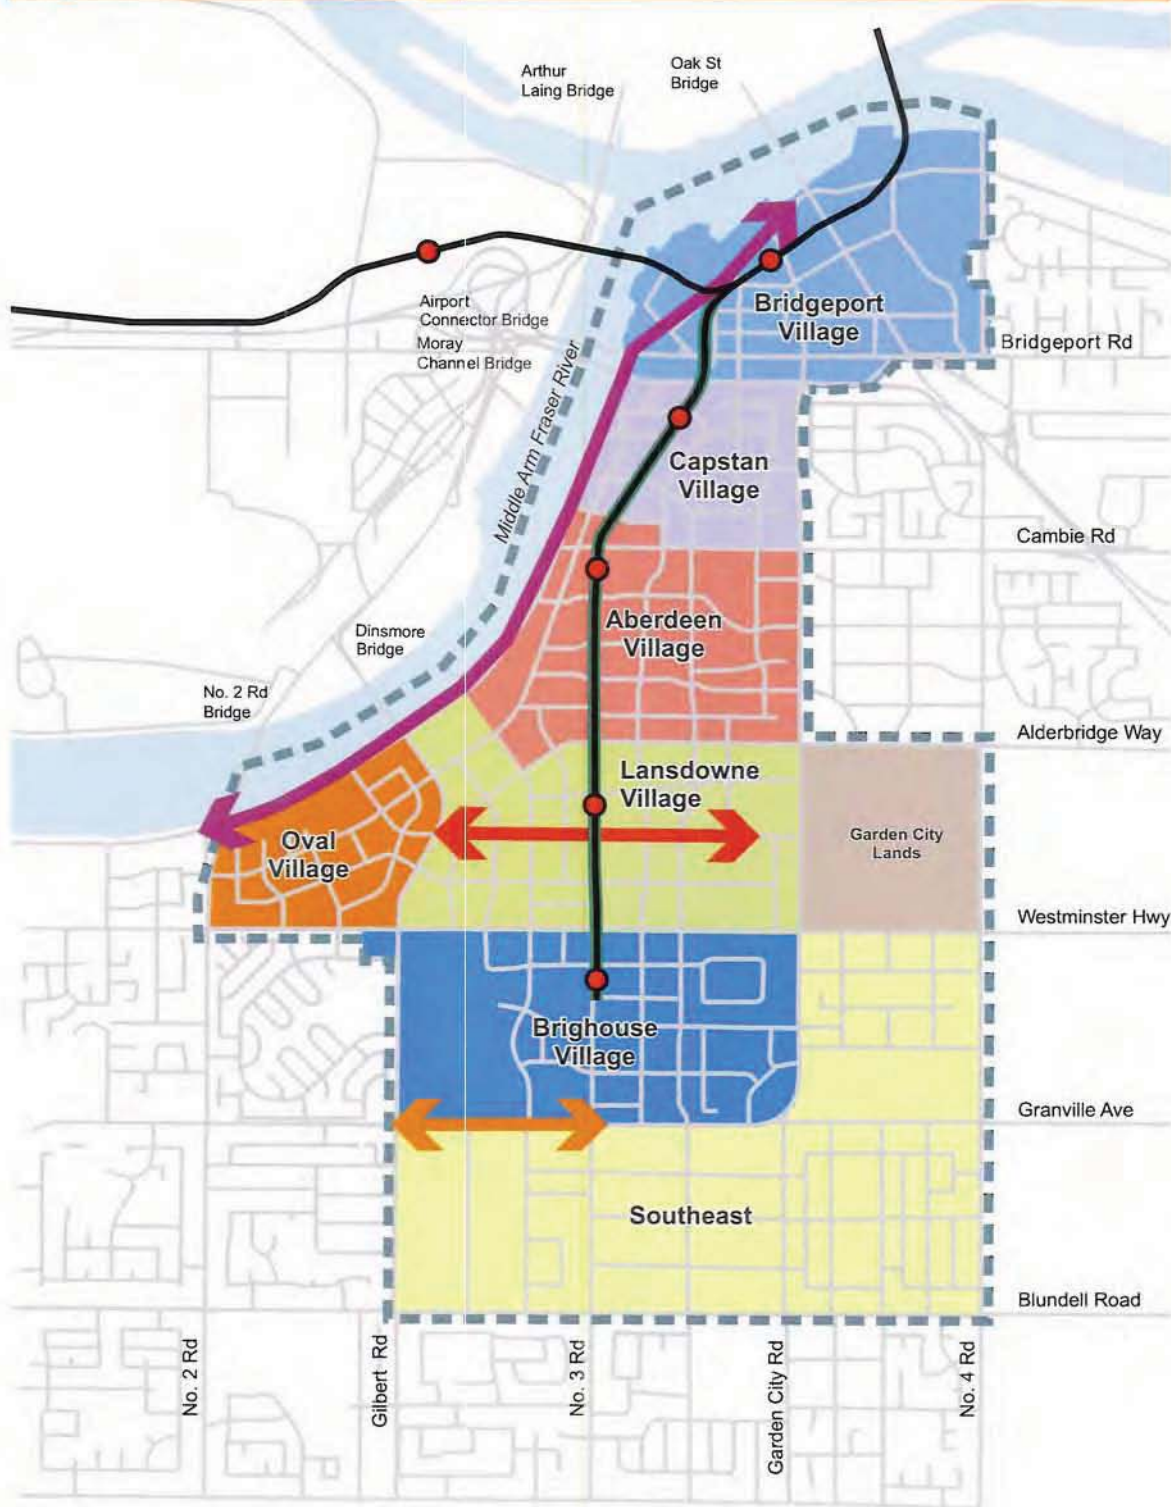 Arthur
Laing Bridge
Oak St
Bridge
Airport
Connector Bridge
Moray
Channel Bridge
Middle Arm Fraser River
Bridgeport
Village
Bridgeport Rd
Capstan
Village
Cambie Rd
Aberdeen
Village
Dinsmore
Bridge
No. 2 Rd
Bridge
Alderbridge Way
Lansdowne
Village
Oval
Village
Garden City
Lands
Westminster Hwy
Brighouse
Village
Granville Ave
Southeast
Blundell Road
No. 2 Rd
Gilbert Rd
No. 3 Rd
Garden City Rd
No. 4 Rd